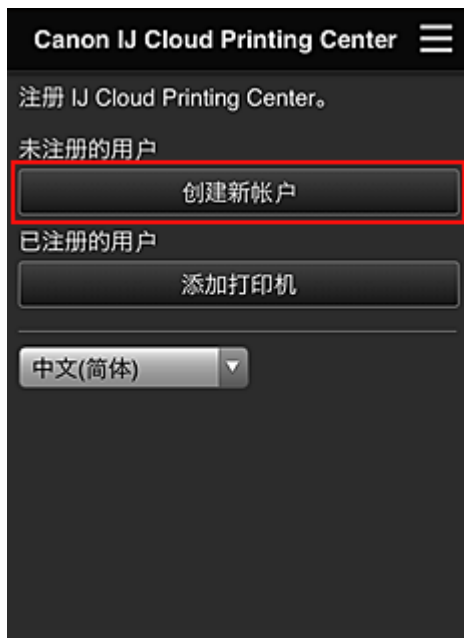 Canon IJ Cloud Printing Center
注册 IJ Cloud Printing Center。
未注册的用户
创建新帐户
已注册的用户
添加打印机
中文(简体)